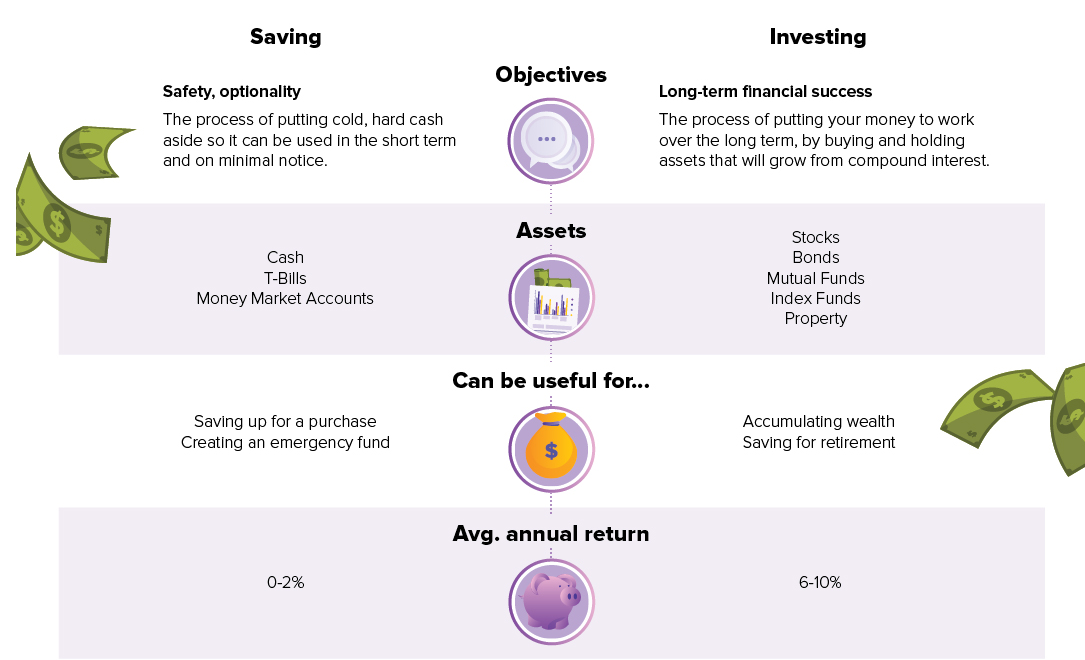 Saving
Investing
Objectives
Safety, optionality
The process of putting cold, hard cash
aside so it can be used in the short term
and on minimal notice.
Long-term financial success
The process of putting your money to work
over the long term, by buying and holding
assets that will grow from compound interest.
Assets
Cash
T-Bills
Money Market Accounts
Stocks
Bonds
Mutual Funds
Index Funds
Property
Can be useful for...
Saving up for a purchase
Creating an emergency fund
Accumulating wealth
Saving for retirement
Avg. annual return
0-2%
6-10%